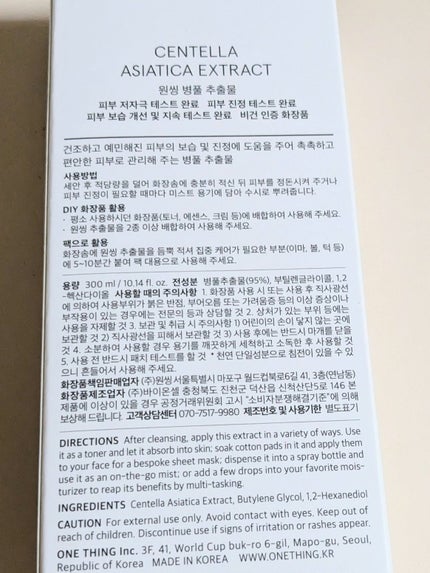 CENTELLA
ASIATICA EXTRACT
원씽 병풀 추출물
피부 저자극 테스트 완료 피부 진정 테스트 완료
피부 보습 개선 및 지속 테스트 완료 비건 인증 화장품
건조하고 예민해진 피부의 보습 및 진정에 도움을 주어 촉촉하고
편안한 피부로 관리해 주는 병풀 추출물
사용방법
세안 후 적당량을 덜어 화장솜에 충분히 적신 뒤 피부를 정돈시켜 주거나
피부 진정이 필요할 때마다 미스트 용기에 담아 수시로 뿌려줍니다.
DIY 화장품 활용
· 평소 사용하시던 화장품(토너, 에센스, 크림 등)에 배합하여 사용해 주세요.
· 원씽 추출물을 2종 이상 배합하여 사용해 주세요.
팩으로 활용
화장솜에 원씽 추출물을 듬뿍 적셔 집중 케어가 필요한 부분(이마, 볼, 턱 등)
에 5~10분간 붙여 팩 대용으로 사용해 주세요.
용량 300 ml / 10.14 fl. oz. 전성분 병풀추출물(95%), 부틸렌글라이콜, 1,2
-헥산다이올 사용할 때의 주의사항 1. 화장품 사용 시 또는 사용 후 직사광선
에 의하여 사용부위가 붉은 반점, 부어오름 또는 가려움증 등의 이상 증상이나
부작용이 있는 경우에는 전문의 등과 상담할 것 2. 상처가 있는 부위 등에는
사용을 자제할 것 3. 보관 및 취급 시 주의사항 1) 어린이의 손이 닿지 않는 곳에
보관할 것 2) 직사광선을 피해서 보관할 것 3) 사용 후에는 반드시 마개를 닫을
것 4. 소분하여 사용할 경우 용기를 깨끗하게 세척하고 소독한 후 사용할 것
5. 사용 전 반드시 패치 테스트를 할 것 * 천연 단일성분으로 침전이 있을 수 있
으니 흔들어서 사용해 주세요.
화장품책임판매업자 (주)원씽 서울특별시 마포구 월드컵북로6길 41, 3층(연남동)
화장품제조업자 (주)바이온셀 충청북도 진천군 덕산읍 신척산단5로 146 본
제품에 이상이 있을 경우 공정거래위원회 고시 "소비자분쟁해결기준"에 의해
보상해 드립니다. 고객상담센터 070-7517-9980 제조번호 및 사용기한 별도표기
DIRECTIONS After cleansing, apply this extract in a variety of ways. Use
it as a toner and let it absorb into skin; soak cotton pads in it and apply them
to your face for a bespoke sheet mask; dispense it into a spray bottle and
use it as an on-the-go mist; or add a few drops into your favorite mois-
turizer to reap its benefits by multi-tasking.
INGREDIENTS Centella Asiatica Extract, Butylene Glycol, 1,2-Hexanediol
CAUTION For external use only. Avoid contact with eyes. Keep out of
reach of children. Discontinue use if signs of irritation or rashes appear.
ONE THING Inc. 3F, 41, World Cup buk-ro 6-gil, Mapo-gu, Seoul,
Republic of Korea MADE IN KOREA WWW.ONETHING.KR